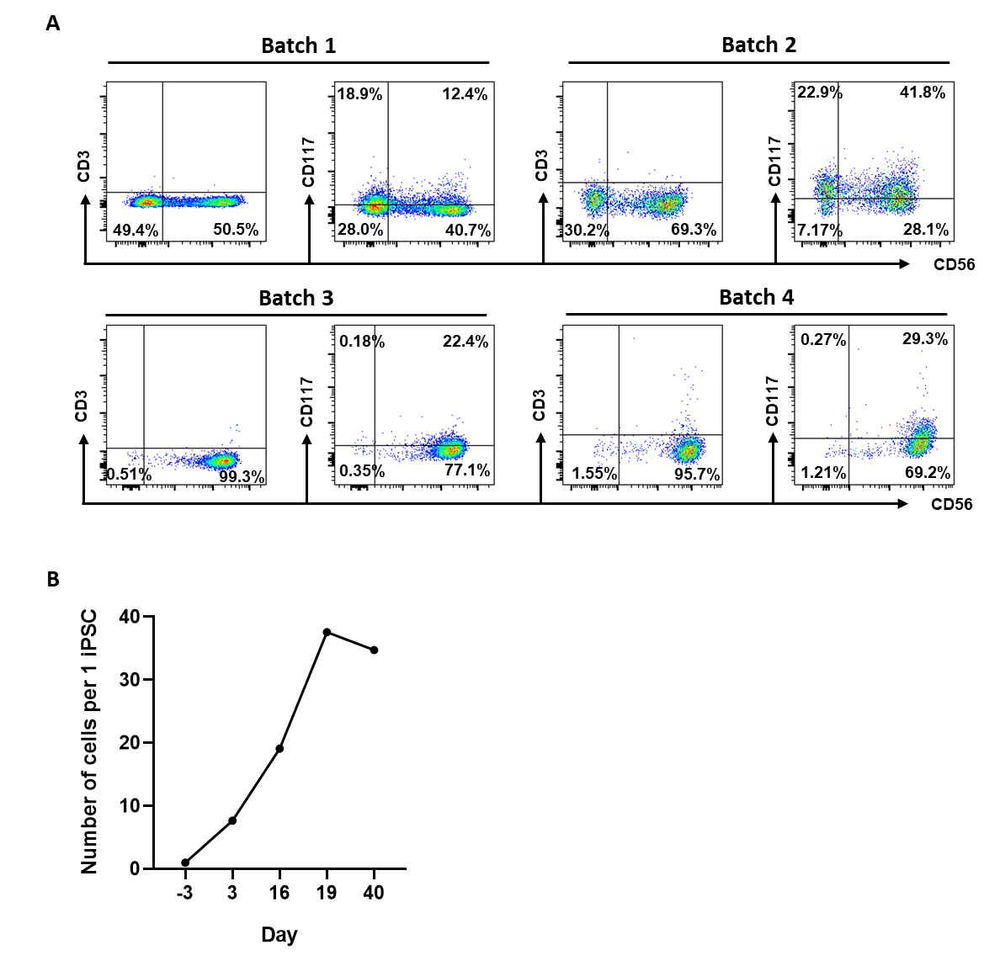 A
Batch 1
Batch 2
CD3
49.4%
50.5%
CD117
18.9%
12.4%
28.0%
40.7%
CD3
30.2%
69.3%
CD117
22.9%
41.8%
7.17%
28.1%
CD56
Batch 3
Batch 4
CD3
0.51%
99.3%
CD117
0.18%
22.4%
0.35%
77.1%
CD3
1.55%
95.7%
CD117
0.27%
29.3%
1.21%
69.2%
CD56
B
Number of cells per 1 iPSC
40
30
20
10
0
-3 3 16 19 40
Day